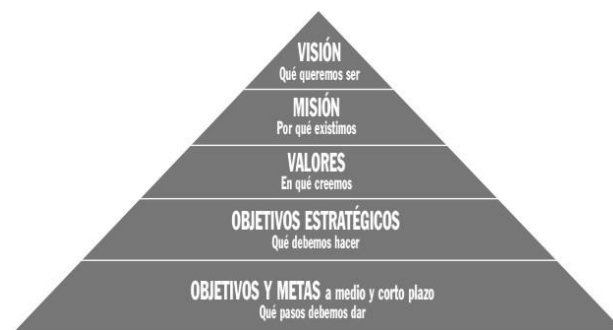 VISIÓN
Qué queremos ser
MISIÓN
Por qué existimos
VALORES
En qué creemos
OBJETIVOS ESTRATÉGICOS
Qué debemos hacer
OBJETIVOS Y METAS a medio y corto plazo
Qué pasos debemos dar